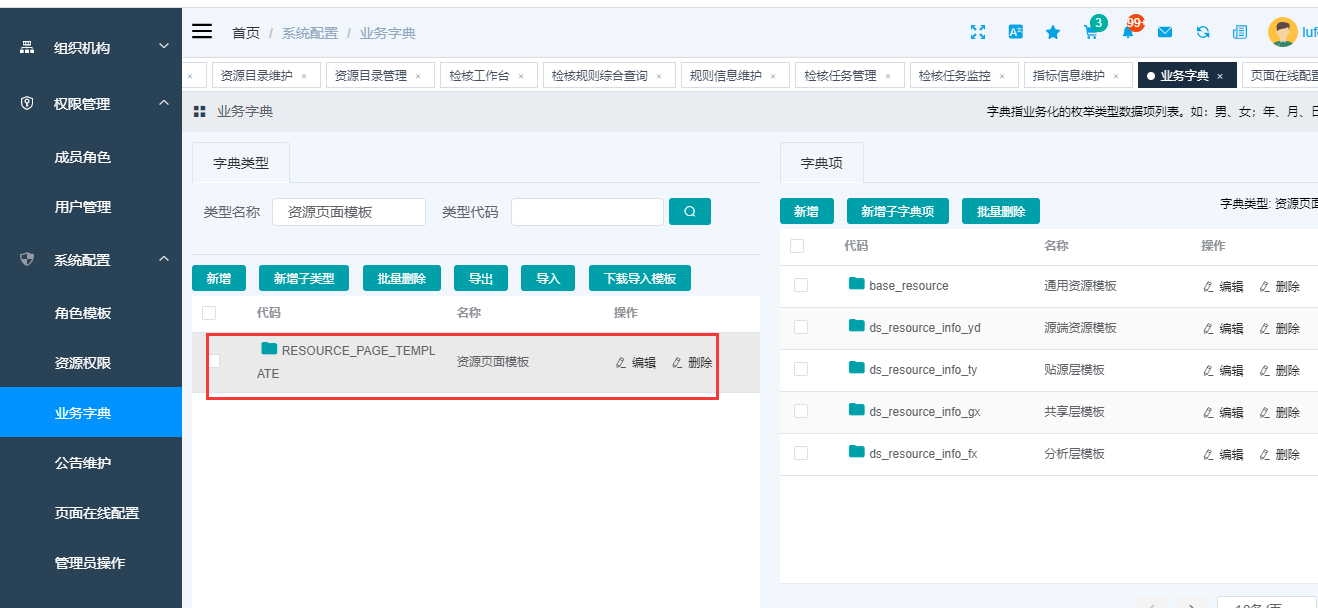 组织机构
权限管理
成员角色
用户管理
系统配置
角色模板
资源权限
业务字典
公告维护
页面在线配置
管理员操作
首页 / 系统配置 / 业务字典
3
99+
luf
× 资源目录维护 × 资源目录管理 × 检核工作台 × 检核规则综合查询 × 规则信息维护 × 检核任务管理 × 检核任务监控 × 指标信息维护 × 业务字典 × 页面在线配置
业务字典
字典指业务化的枚举类型数据项列表。如：男、女；年、月、日
字典类型
类型名称 资源页面模板 类型代码
新增 新增子类型 批量删除 导出 导入 下载导入模板
代码 名称 操作
RESOURCE_PAGE_TEMPL
ATE
资源页面模板 编辑 删除
字典项
新增 新增子字典项 批量删除
字典类型: 资源页面
代码 名称 操作
base_resource 通用资源模板 编辑 删除
ds_resource_info_yd 源端资源模板 编辑 删除
ds_resource_info_ty 贴源层模板 编辑 删除
ds_resource_info_gx 共享层模板 编辑 删除
ds_resource_info_fx 分析层模板 编辑 删除
10条/页